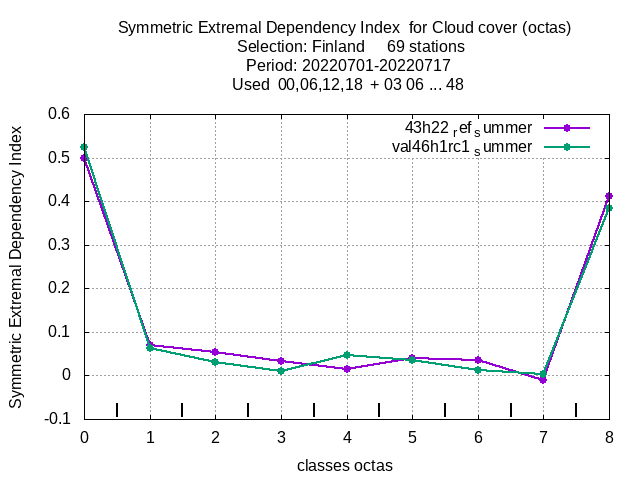 Symmetric Extremal Dependency Index  for Cloud cover (octas)
Selection: Finland     69 stations
Period: 20220701-20220717
Used  00,06,12,18  + 03 06 ... 48
43h22 ref summer
val46h1rc1 summer
Symmetric Extremal Dependency Index
0.6
0.5
0.4
0.3
0.2
0.1
0
-0.1
0 1 2 3 4 5 6 7 8
classes octas